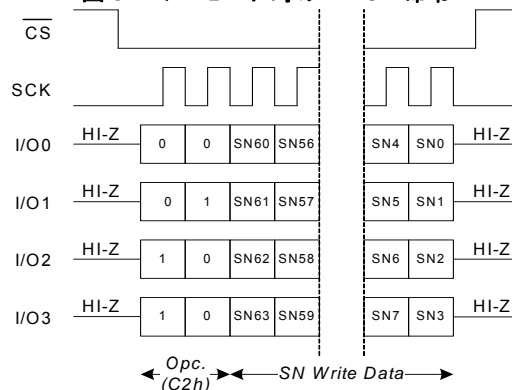 CS
SCK
I/O0 HI-Z 0 0 SN60 SN56 SN4 SN0 HI-Z
I/O1 HI-Z 0 1 SN61 SN57 SN5 SN1 HI-Z
I/O2 HI-Z 1 0 SN62 SN58 SN6 SN2 HI-Z
I/O3 HI-Z 1 0 SN63 SN59 SN7 SN3 HI-Z
Opc. SN Write Data
(C2h)